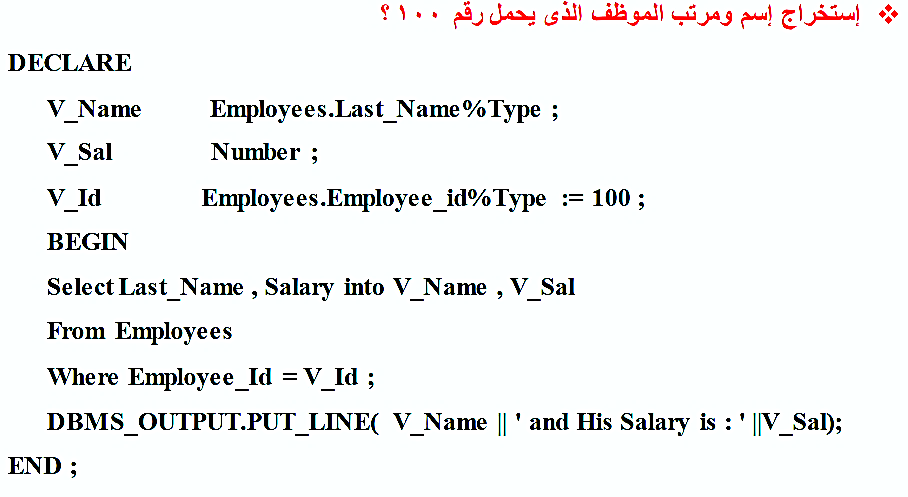 ❖ إستخراج إسم ومرتب الموظف الذى يحمل رقم ١٠٠ ؟
DECLARE
V_Name Employees.Last_Name%Type ;
V_Sal Number ;
V_Id Employees.Employee_id%Type := 100 ;
BEGIN
Select Last_Name , Salary into V_Name , V_Sal
From Employees
Where Employee_Id = V_Id ;
DBMS_OUTPUT.PUT_LINE( V_Name || ' and His Salary is : ' ||V_Sal);
END ;